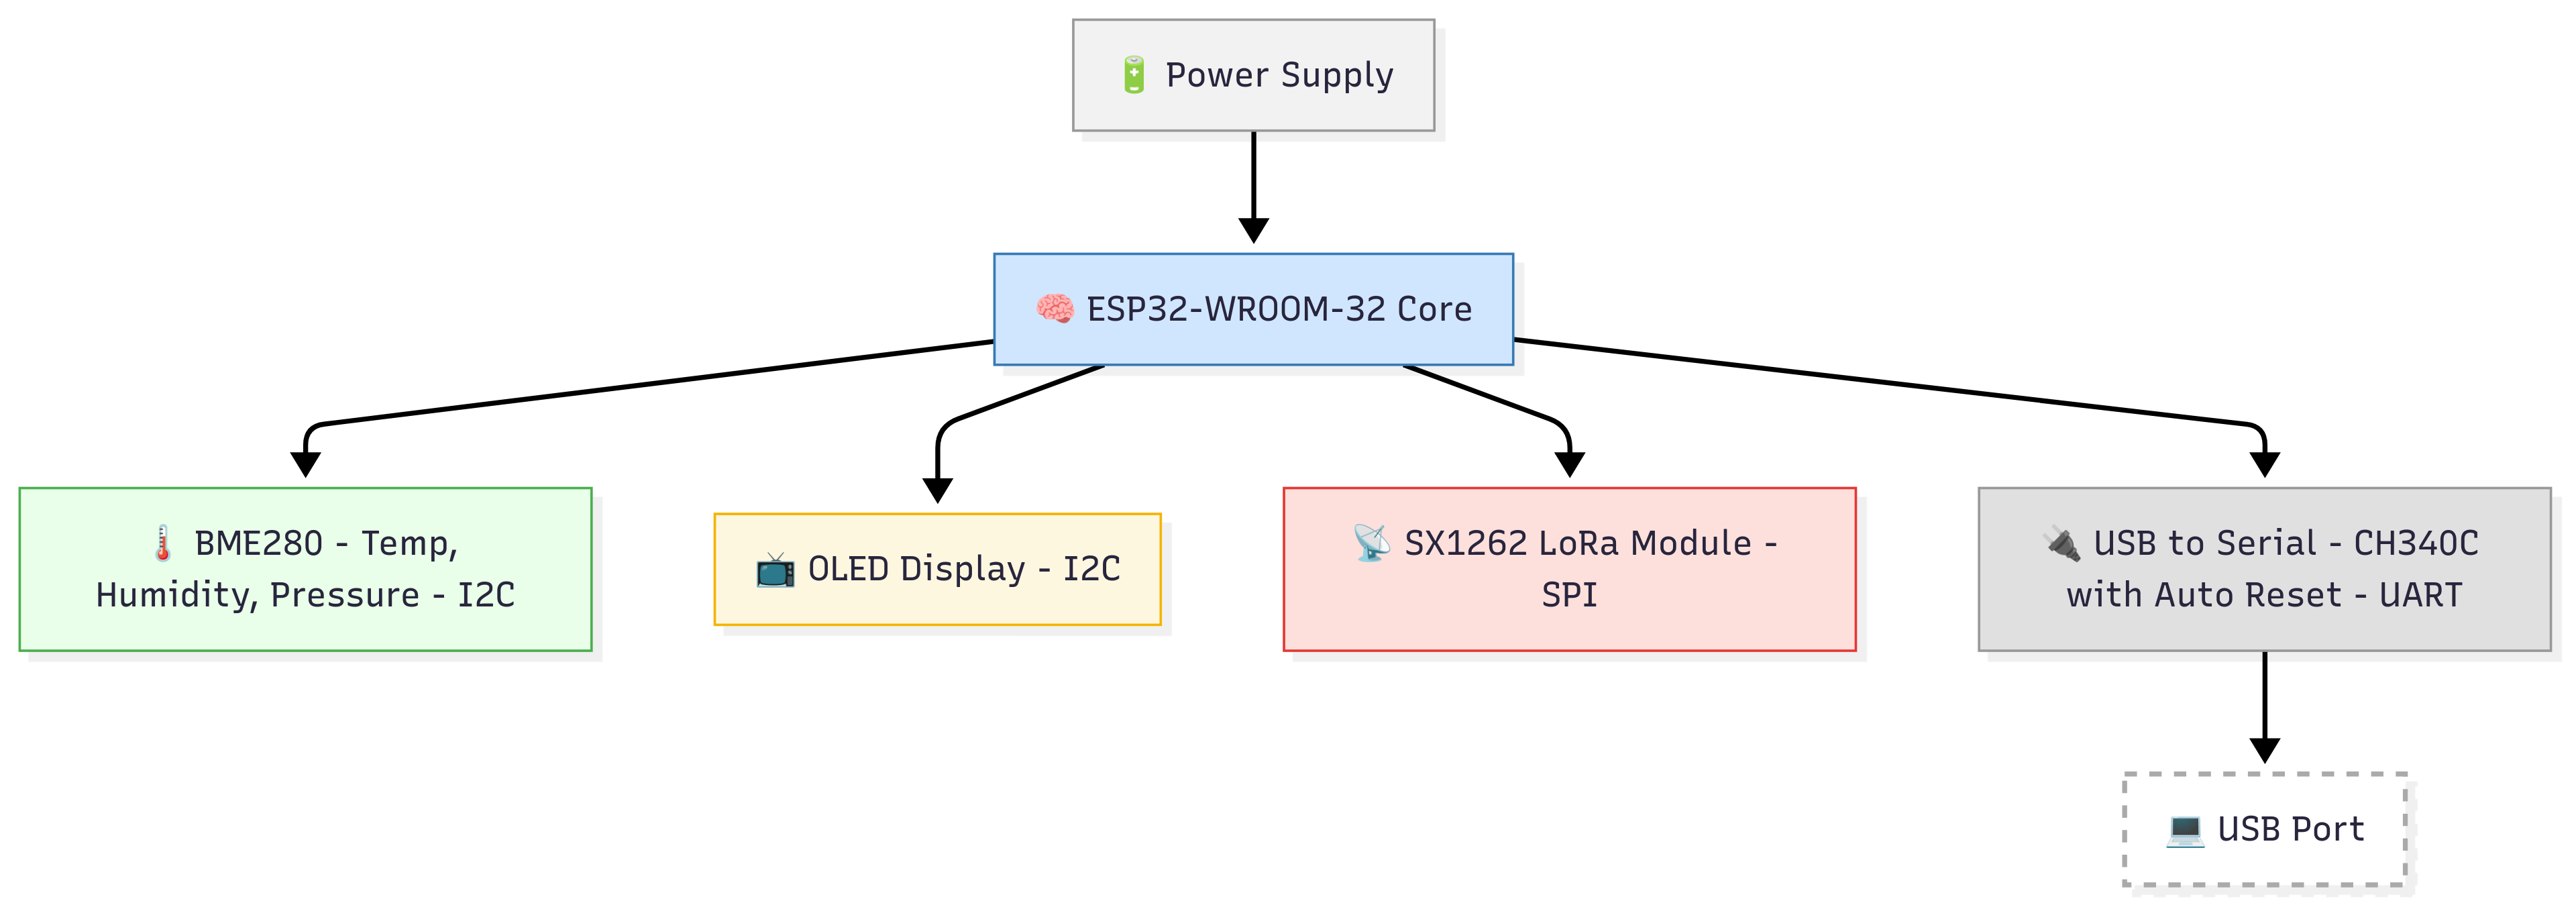 Power Supply
ESP32-WROOM-32 Core
BME280 - Temp,
Humidity, Pressure - I2C
OLED Display - I2C
SX1262 LoRa Module -
SPI
USB to Serial - CH340C
with Auto Reset - UART
USB Port